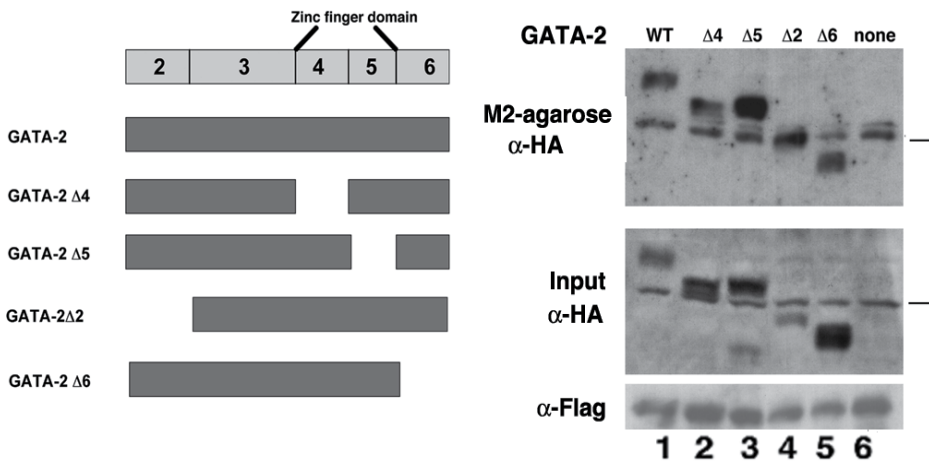 Zinc finger domain
2 3 4 5 6
GATA-2
GATA-2 Δ4
GATA-2 Δ5
GATA-2Δ2
GATA-2 Δ6
GATA-2 WT Δ4 Δ5 Δ2 Δ6 none
M2-agarose
α-HA
Input
α-HA
α-Flag
1 2 3 4 5 6